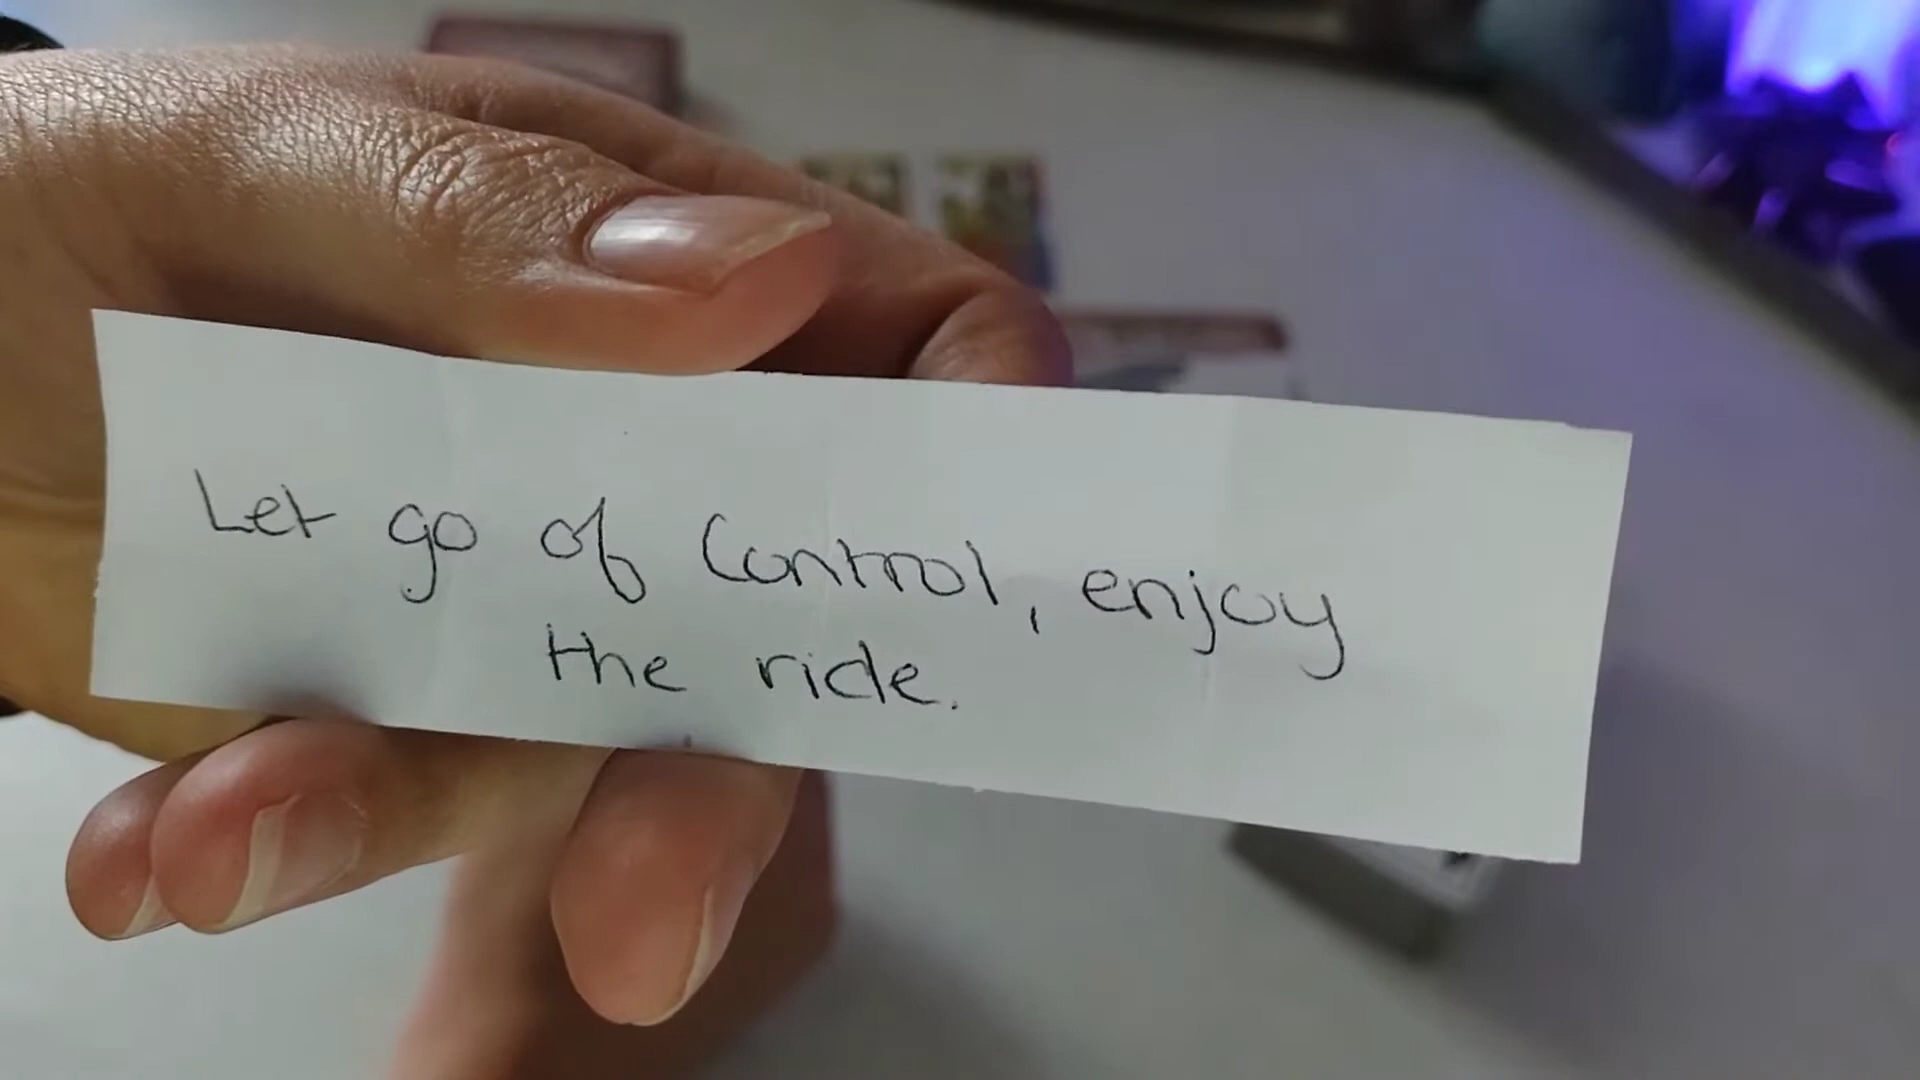 Let go of Control, enjoy
the ride.